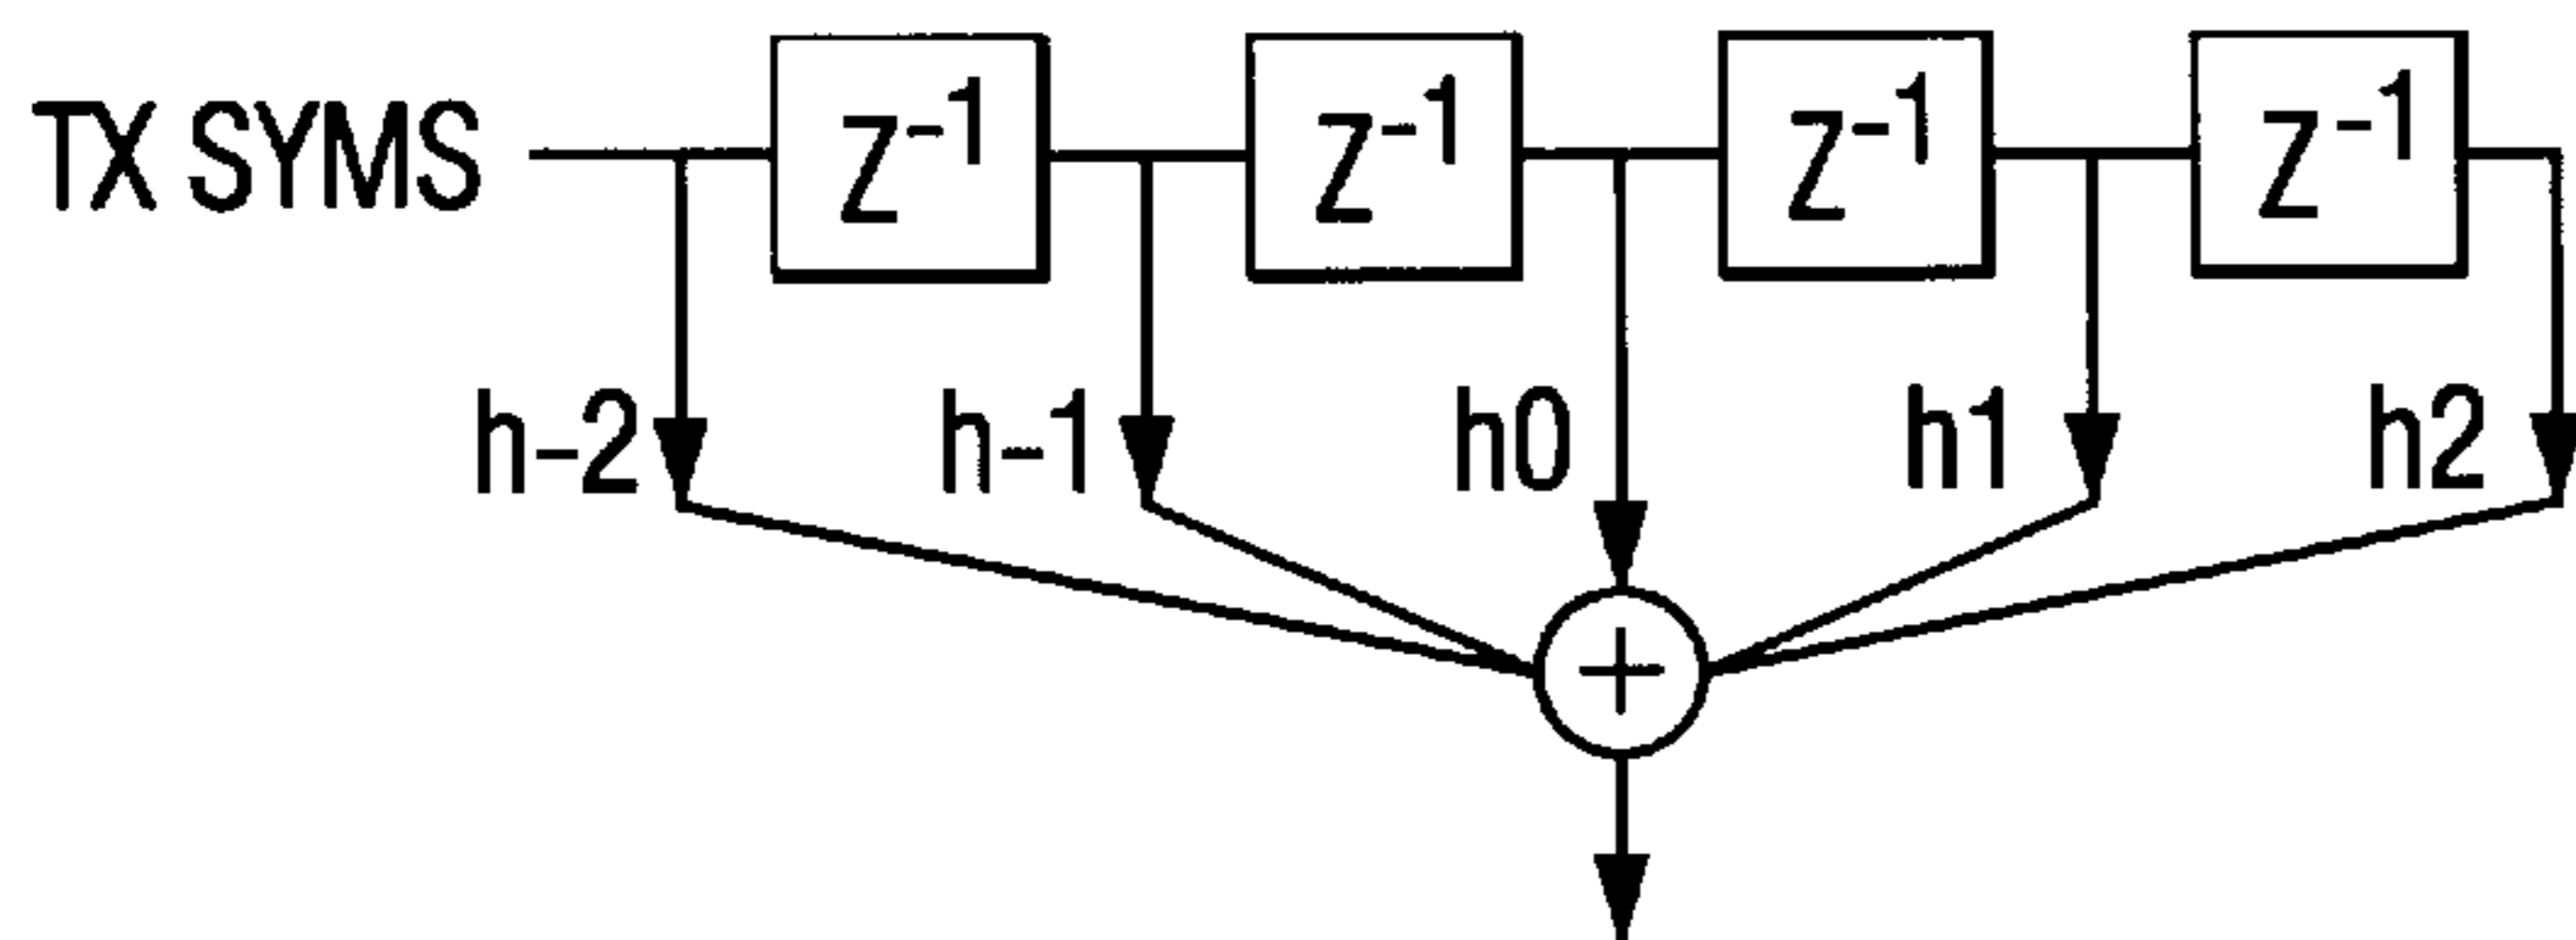 TX SYMS Z⁻¹ Z⁻¹ Z⁻¹ Z⁻¹
h-2 h-1 h0 h1 h2
+